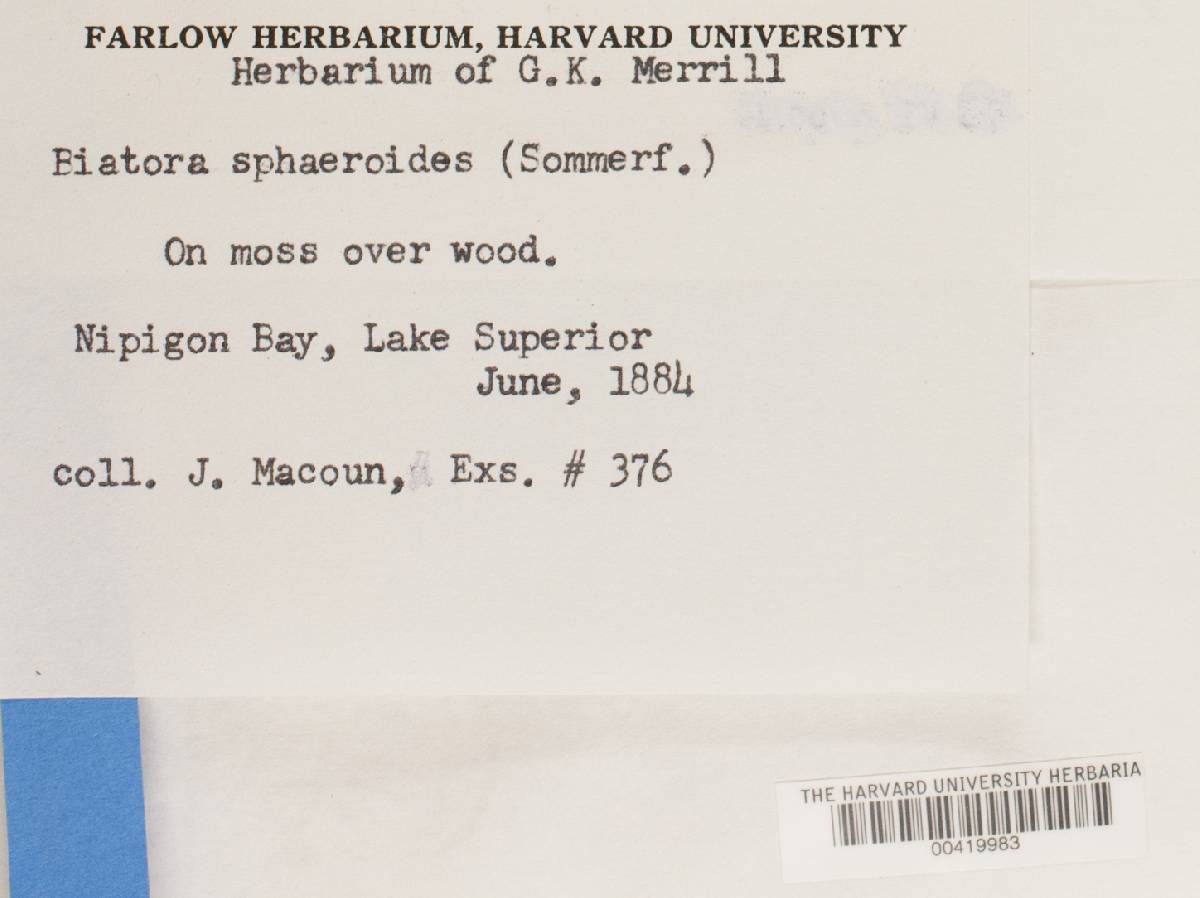 FARLOW HERBARIUM, HARVARD UNIVERSITY
Herbarium of G.K. Merrill
Biatora sphaeroides (Sommerf.)
On moss over wood.
Nipigon Bay, Lake Superior
June, 1884
coll. J. Macoun, Exs. # 376
THE HARVARD UNIVERSITY HERBARIA
00419983